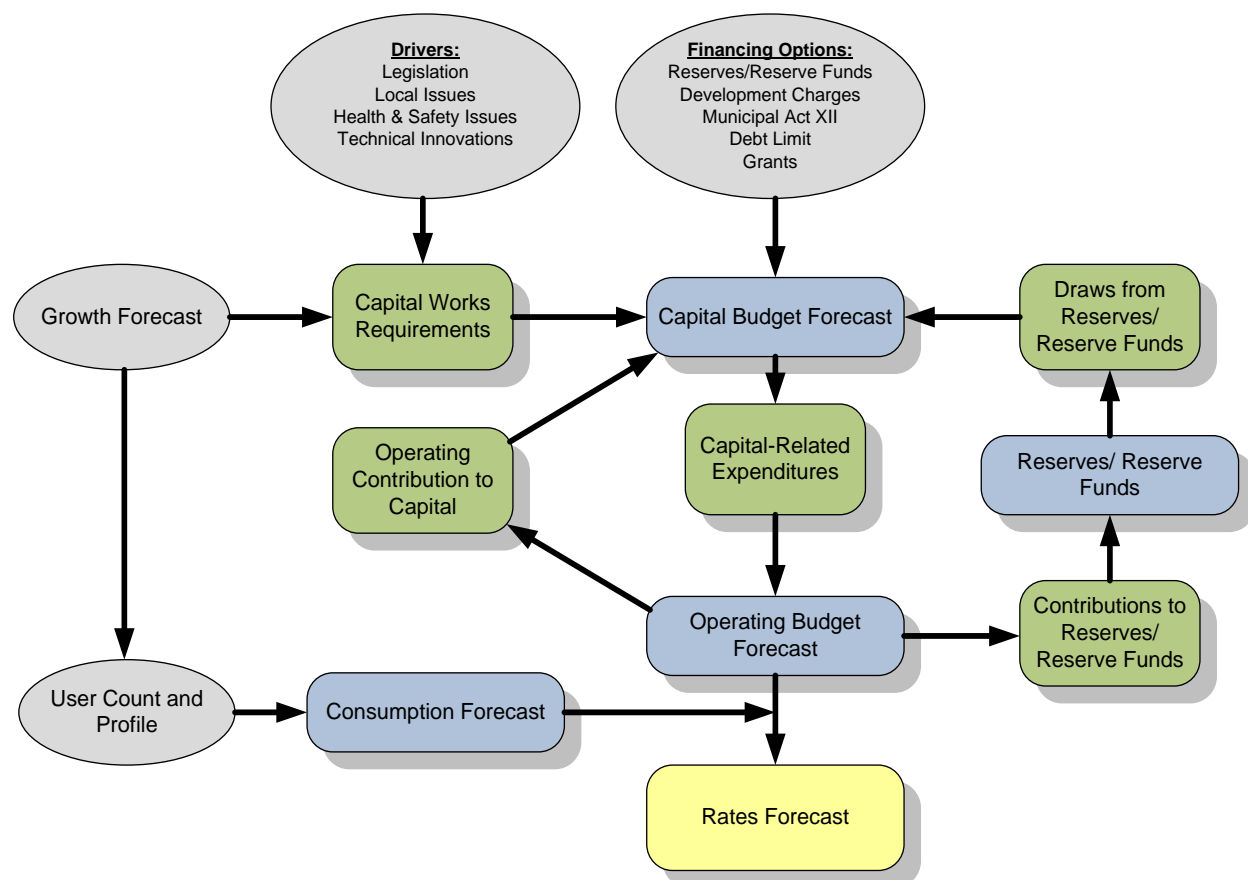 Drivers:
Legislation
Local Issues
Health & Safety Issues
Technical Innovations
Financing Options:
Reserves/Reserve Funds
Development Charges
Municipal Act XII
Debt Limit
Grants
Growth Forecast
Capital Works
Requirements
Capital Budget Forecast
Draws from
Reserves/
Reserve Funds
Operating
Contribution to
Capital
Capital-Related
Expenditures
Reserves/ Reserve
Funds
Operating Budget
Forecast
Contributions to
Reserves/
Reserve Funds
User Count and
Profile
Consumption Forecast
Rates Forecast